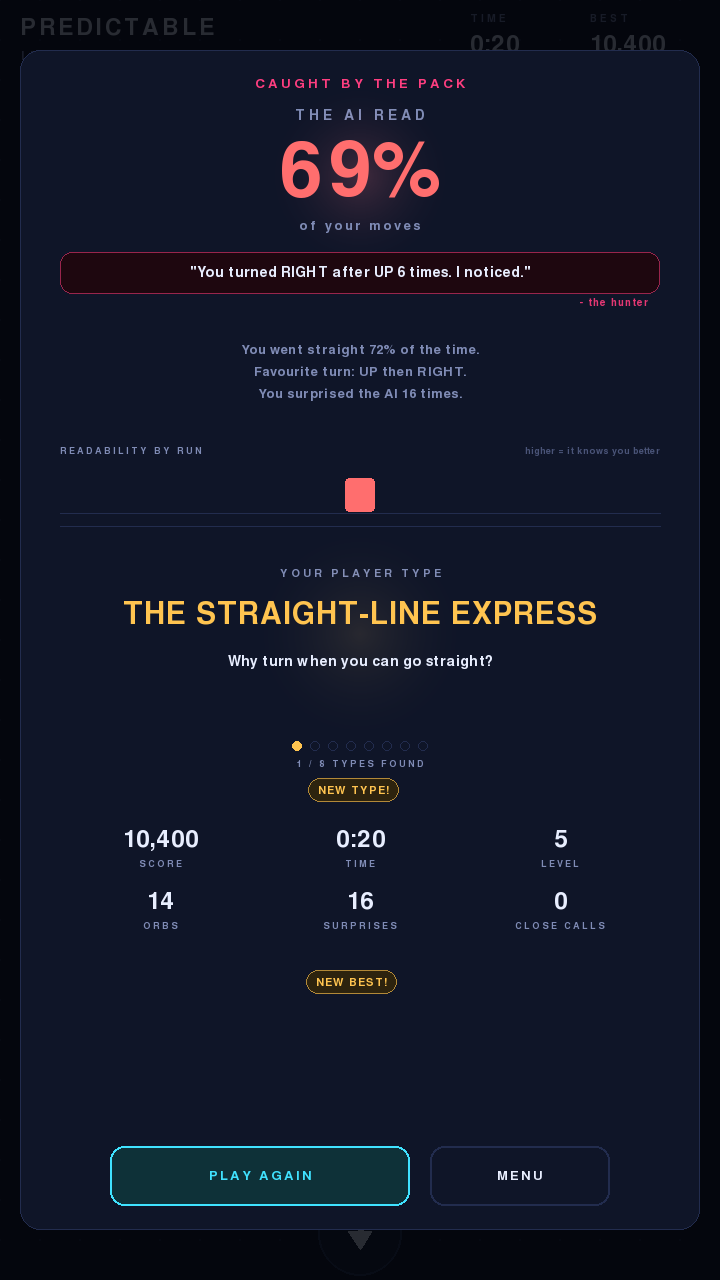 PREDICTABLE
TIME
BEST
0:20
10,400
CAUGHT BY THE PACK
THE AI READ
69%
of your moves
"You turned RIGHT after UP 6 times. I noticed."
- the hunter
You went straight 72% of the time.
Favourite turn: UP then RIGHT.
You surprised the AI 16 times.
READABILITY BY RUN
higher = it knows you better
YOUR PLAYER TYPE
THE STRAIGHT-LINE EXPRESS
Why turn when you can go straight?
1 / 8 TYPES FOUND
NEW TYPE!
10,400
0:20
5
SCORE
TIME
LEVEL
14
16
0
ORBS
SURPRISES
CLOSE CALLS
NEW BEST!
PLAY AGAIN
MENU